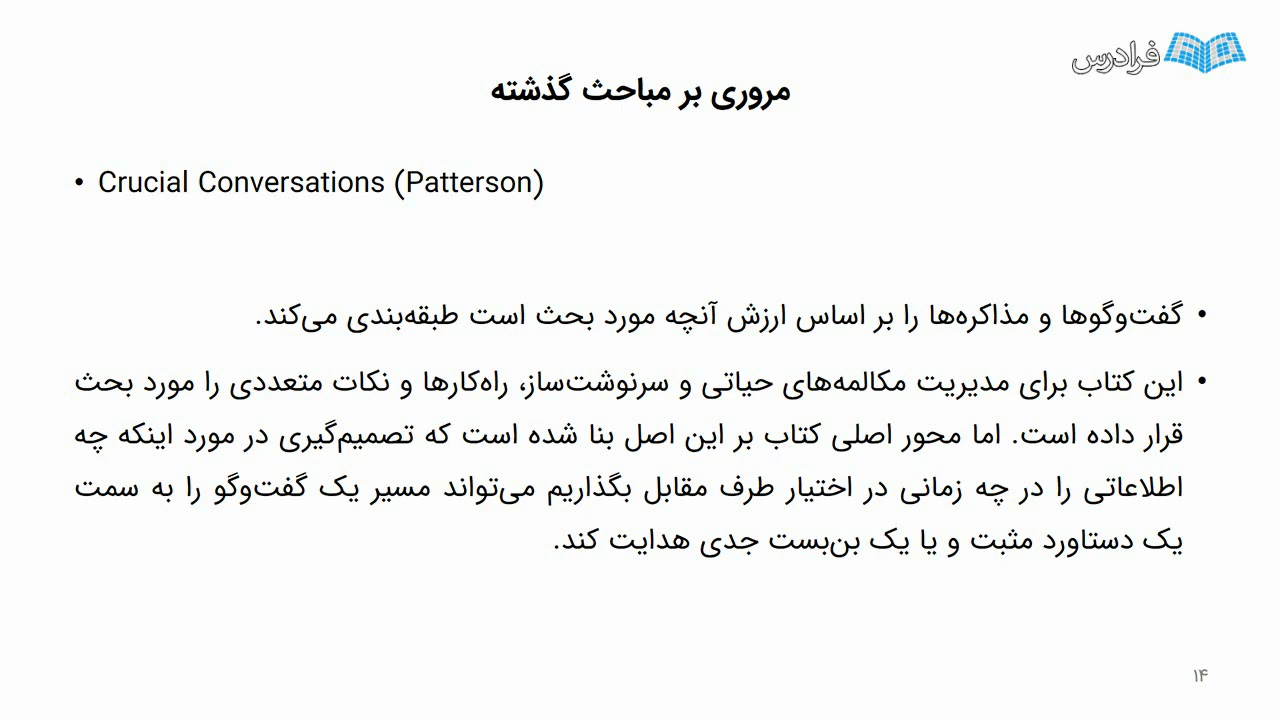 فرادرس
مروری بر مباحث گذشته
• Crucial Conversations (Patterson)
• گفت‌وگوها و مذاکره‌ها را بر اساس ارزش آنچه مورد بحث است طبقه‌بندی می‌کند.
• این کتاب برای مدیریت مکالمه‌های حیاتی و سرنوشت‌ساز، راه‌کارها و نکات متعددی را مورد بحث
قرار داده است. اما محور اصلی کتاب بر این اصل بنا شده است که تصمیم‌گیری در مورد اینکه چه
اطلاعاتی را در چه زمانی در اختیار طرف مقابل بگذاریم می‌تواند مسیر یک گفت‌وگو را به سمت
یک دستاورد مثبت و یا یک بن‌بست جدی هدایت کند.
۱۴